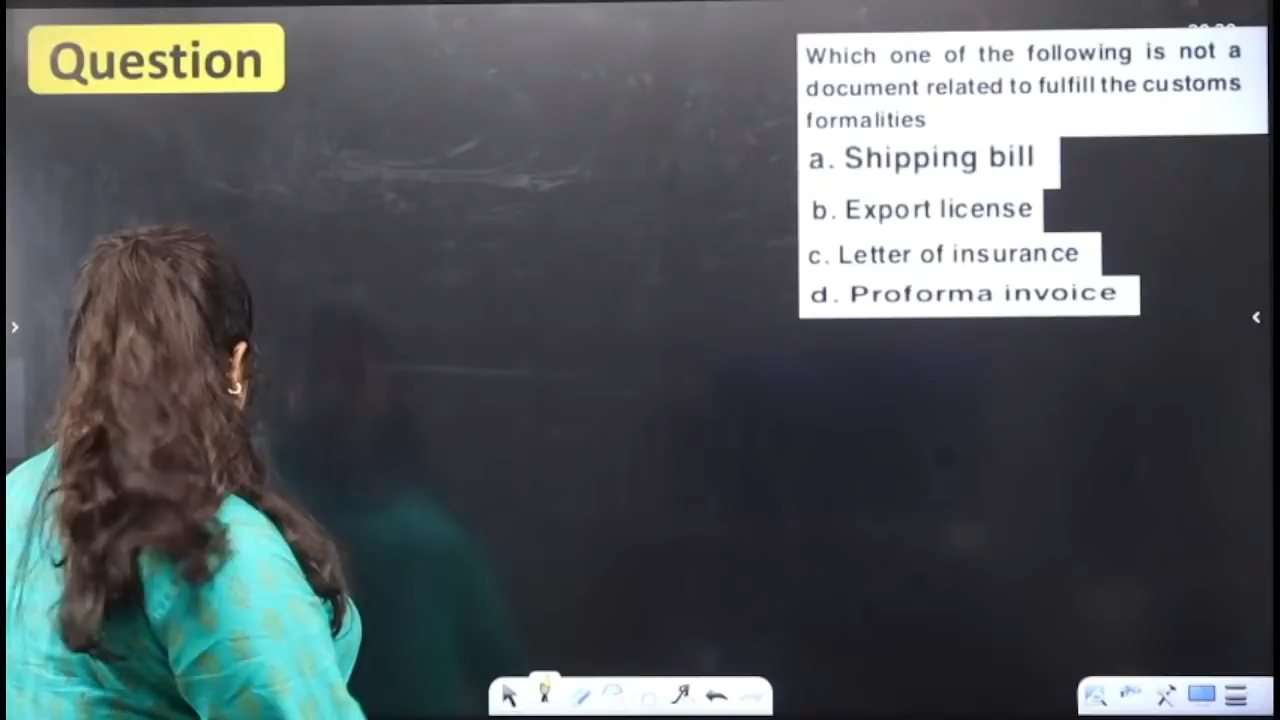 Question
Which one of the following is not a
document related to fulfill the customs
formalities
a. Shipping bill
b. Export license
c. Letter of insurance
d. Proforma invoice